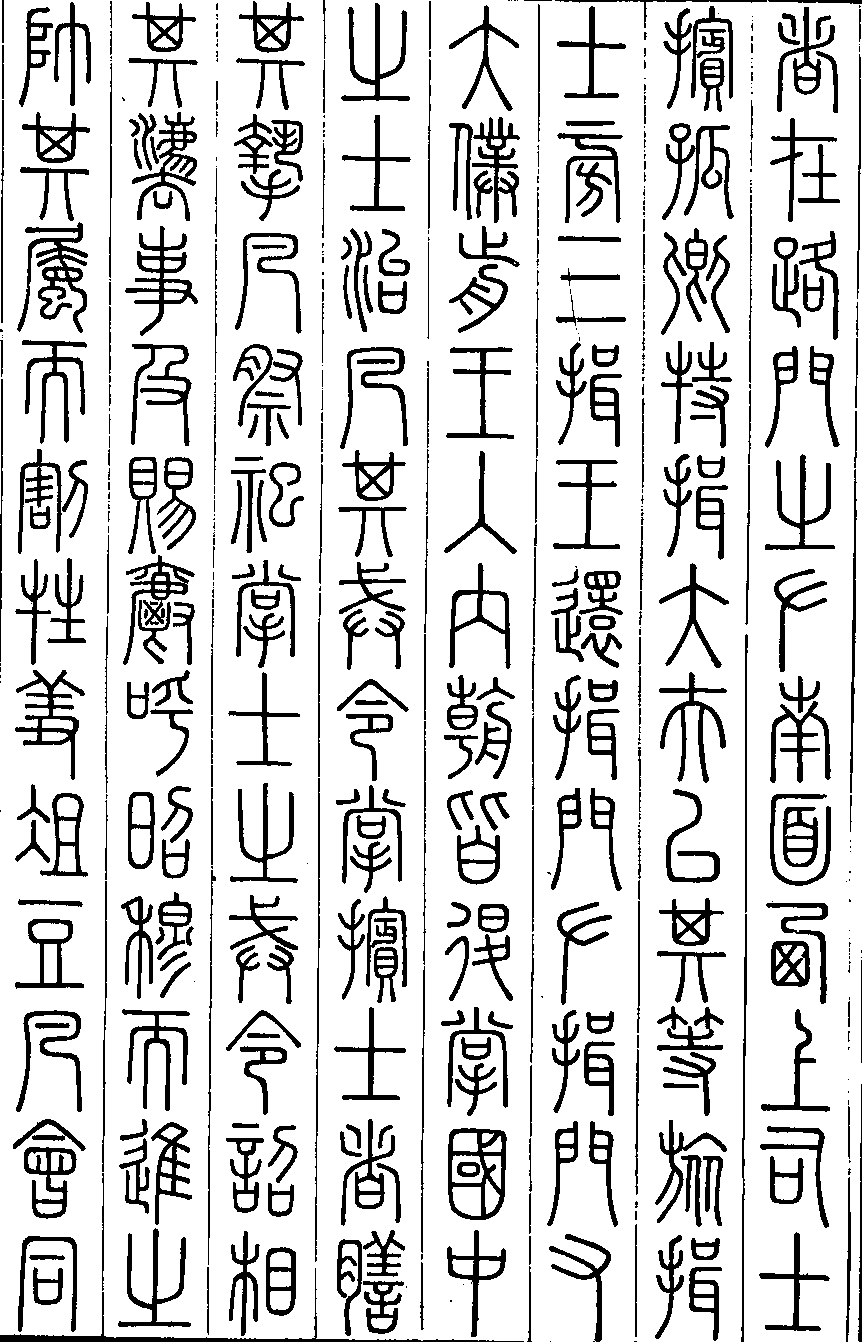 者在路門之左南面西上司士
擯孤卿特揖大夫以其等旅揖
士旁三揖王還揖門左揖門右
大僕前王入內朝皆退掌國中
之士治凡其戒令掌擯士者膳
其摯凡祭祀掌士之戒令詔相
其灋事及賜爵呼昭穆而進之
帥其屬而割牲羞俎豆凡會同